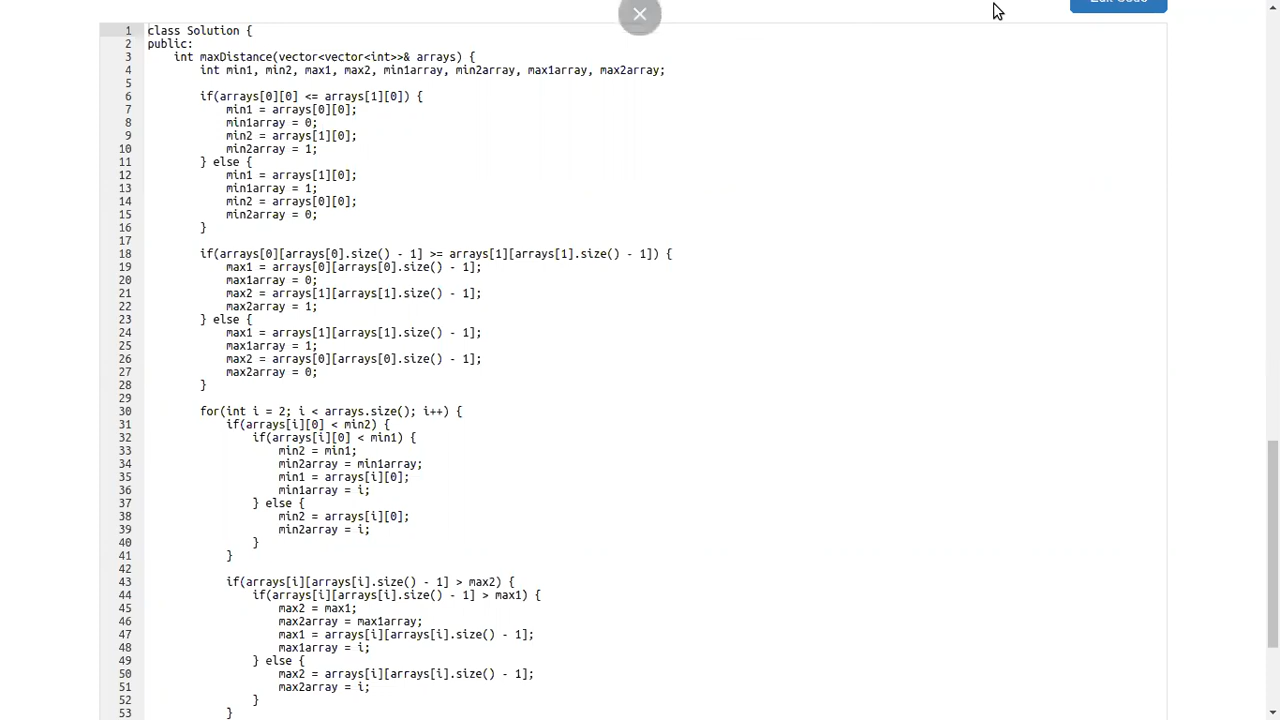 Edit Code
1 class Solution {
2 public:
3 int maxDistance(vector<vector<int>>& arrays) {
4 int min1, min2, max1, max2, min1array, min2array, max1array, max2array;
5
6 if(arrays[0][0] <= arrays[1][0]) {
7 min1 = arrays[0][0];
8 min1array = 0;
9 min2 = arrays[1][0];
10 min2array = 1;
11 } else {
12 min1 = arrays[1][0];
13 min1array = 1;
14 min2 = arrays[0][0];
15 min2array = 0;
16 }
17
18 if(arrays[0][arrays[0].size() - 1] >= arrays[1][arrays[1].size() - 1]) {
19 max1 = arrays[0][arrays[0].size() - 1];
20 max1array = 0;
21 max2 = arrays[1][arrays[1].size() - 1];
22 max2array = 1;
23 } else {
24 max1 = arrays[1][arrays[1].size() - 1];
25 max1array = 1;
26 max2 = arrays[0][arrays[0].size() - 1];
27 max2array = 0;
28 }
29
30 for(int i = 2; i < arrays.size(); i++) {
31 if(arrays[i][0] < min2) {
32 if(arrays[i][0] < min1) {
33 min2 = min1;
34 min2array = min1array;
35 min1 = arrays[i][0];
36 min1array = i;
37 } else {
38 min2 = arrays[i][0];
39 min2array = i;
40 }
41 }
42
43 if(arrays[i][arrays[i].size() - 1] > max2) {
44 if(arrays[i][arrays[i].size() - 1] > max1) {
45 max2 = max1;
46 max2array = max1array;
47 max1 = arrays[i][arrays[i].size() - 1];
48 max1array = i;
49 } else {
50 max2 = arrays[i][arrays[i].size() - 1];
51 max2array = i;
52 }
53 }